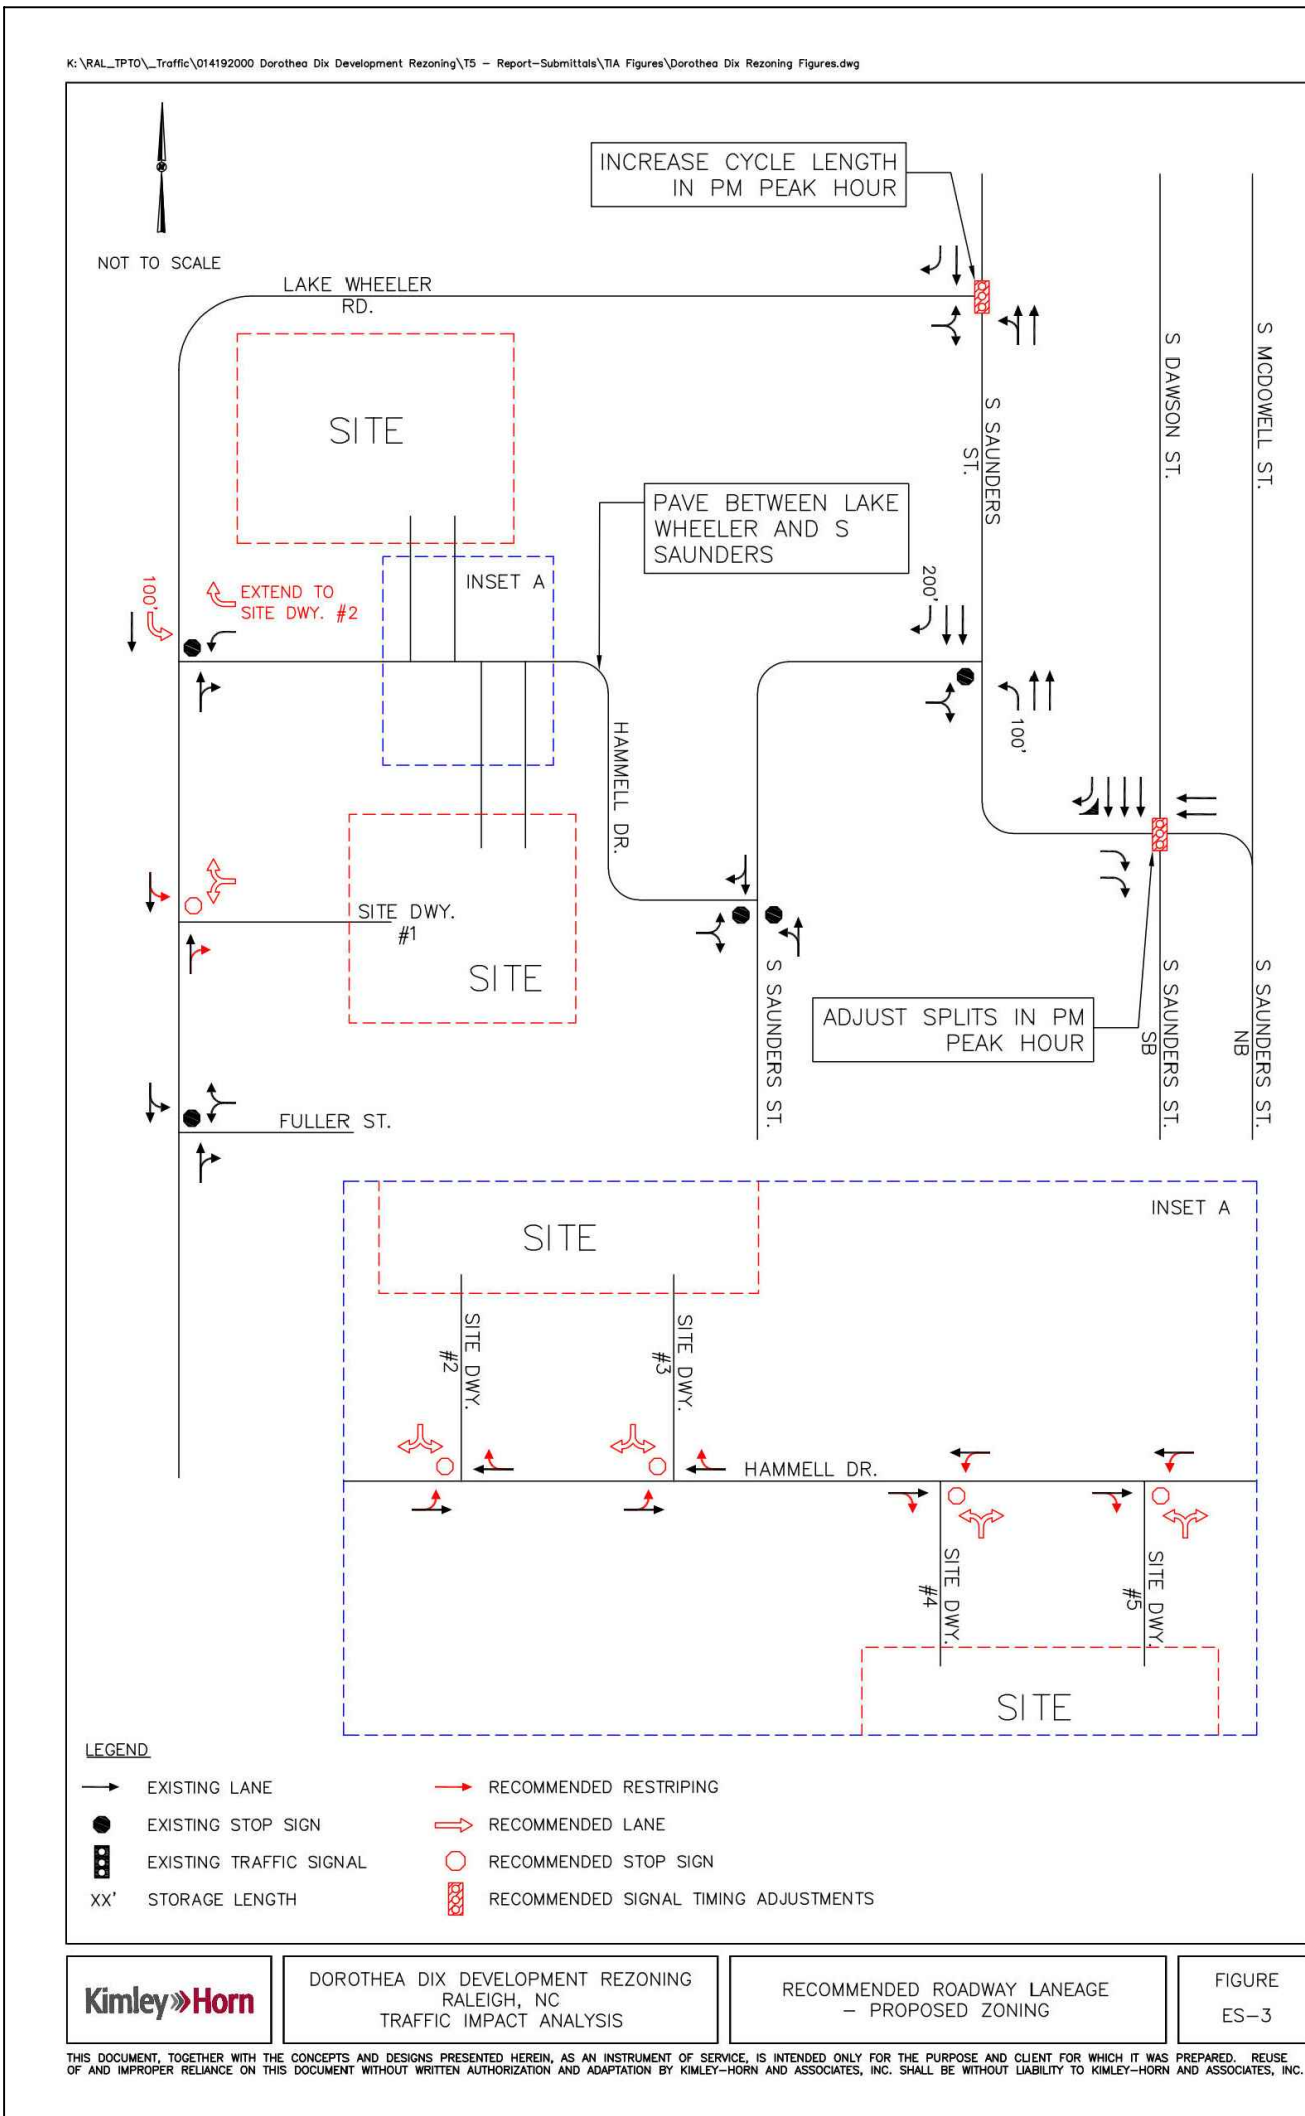 K:\RAL_TPTO\_Traffic\014192000 Dorothea Dix Development Rezoning\T5 - Report-Submittals\TIA Figures\Dorothea Dix Rezoning Figures.dwg
INCREASE CYCLE LENGTH
IN PM PEAK HOUR
NOT TO SCALE
LAKE WHEELER
RD.
SITE
S SAUNDERS
ST.
S DAWSON ST.
S MCDOWELL ST.
PAVE BETWEEN LAKE
WHEELER AND S
SAUNDERS
INSET A
100'
EXTEND TO
SITE DWY. #2
200'
100'
HAMMELL DR.
SITE DWY.
#1
SITE
S SAUNDERS ST.
S SAUNDERS ST.
SB
S SAUNDERS ST.
NB
ADJUST SPLITS IN PM
PEAK HOUR
FULLER ST.
INSET A
SITE
SITE DWY.
#2
SITE DWY.
#3
HAMMELL DR.
SITE DWY.
#4
SITE DWY.
#5
SITE
LEGEND
EXISTING LANE
RECOMMENDED RESTRIPING
EXISTING STOP SIGN
RECOMMENDED LANE
EXISTING TRAFFIC SIGNAL
RECOMMENDED STOP SIGN
XX' STORAGE LENGTH
RECOMMENDED SIGNAL TIMING ADJUSTMENTS
Kimley»Horn
DOROTHEA DIX DEVELOPMENT REZONING
RALEIGH, NC
TRAFFIC IMPACT ANALYSIS
RECOMMENDED ROADWAY LANEAGE
- PROPOSED ZONING
FIGURE
ES-3
THIS DOCUMENT, TOGETHER WITH THE CONCEPTS AND DESIGNS PRESENTED HEREIN, AS AN INSTRUMENT OF SERVICE, IS INTENDED ONLY FOR THE PURPOSE AND CLIENT FOR WHICH IT WAS PREPARED. REUSE
OF AND IMPROPER RELIANCE ON THIS DOCUMENT WITHOUT WRITTEN AUTHORIZATION AND ADAPTATION BY KIMLEY-HORN AND ASSOCIATES, INC. SHALL BE WITHOUT LIABILITY TO KIMLEY-HORN AND ASSOCIATES, INC.